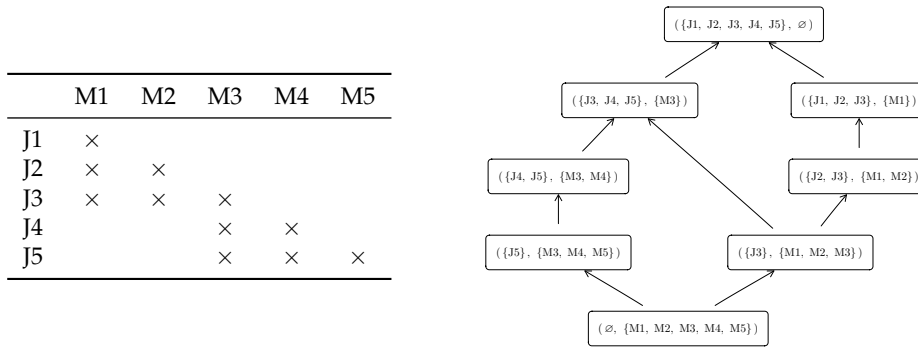 M1 M2 M3 M4 M5
J1 ×
J2 × ×
J3 × × ×
J4 × ×
J5 × × ×
({J1, J2, J3, J4, J5}, ∅)
({J3, J4, J5}, {M3})
({J1, J2, J3}, {M1})
({J4, J5}, {M3, M4})
({J2, J3}, {M1, M2})
({J5}, {M3, M4, M5})
({J3}, {M1, M2, M3})
(∅, {M1, M2, M3, M4, M5})